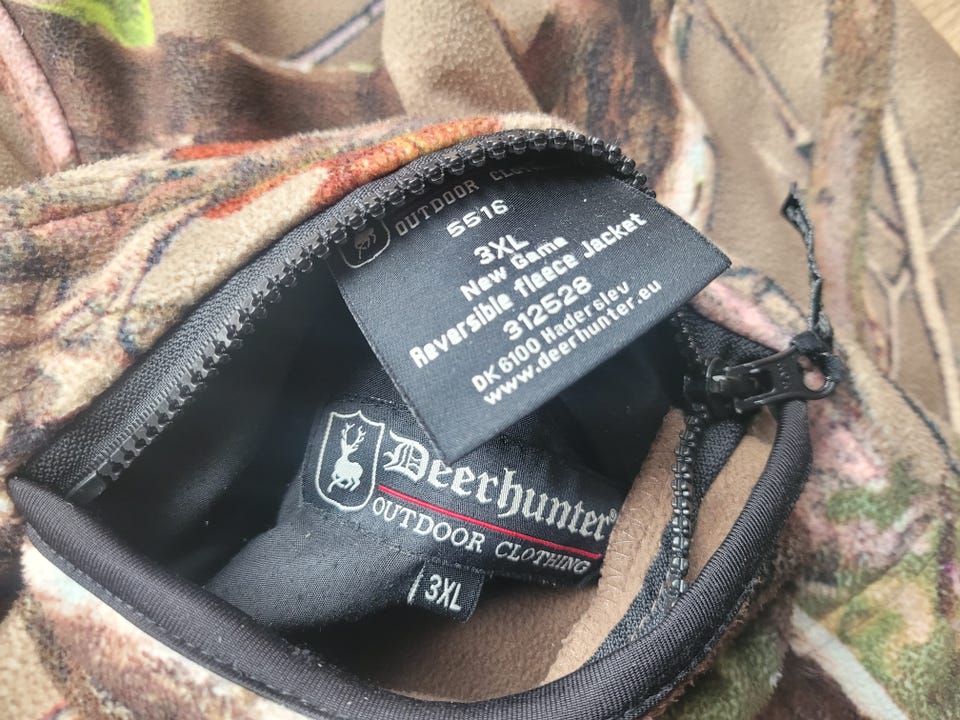 OUTDOOR CLO
5516
3XL
New Game
Reversible fleece Jacket
312528
DK 6100 Haderslev
www.deerhunter.eu
Deerhunter®
OUTDOOR CLOTHING
3XL